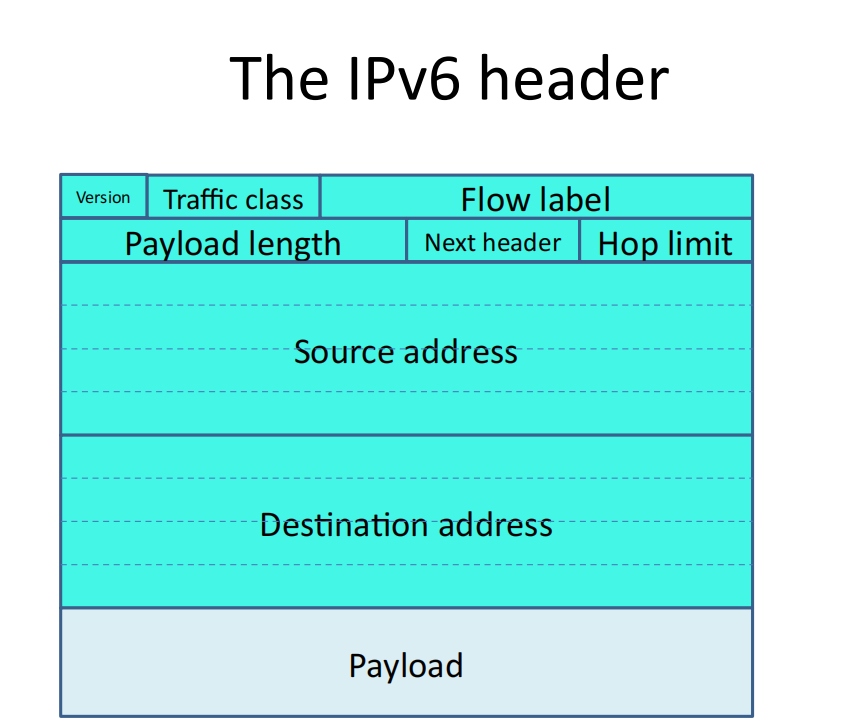 The IPv6 header
Version Traffic class Flow label
Payload length Next header Hop limit
Source address
Destination address
Payload